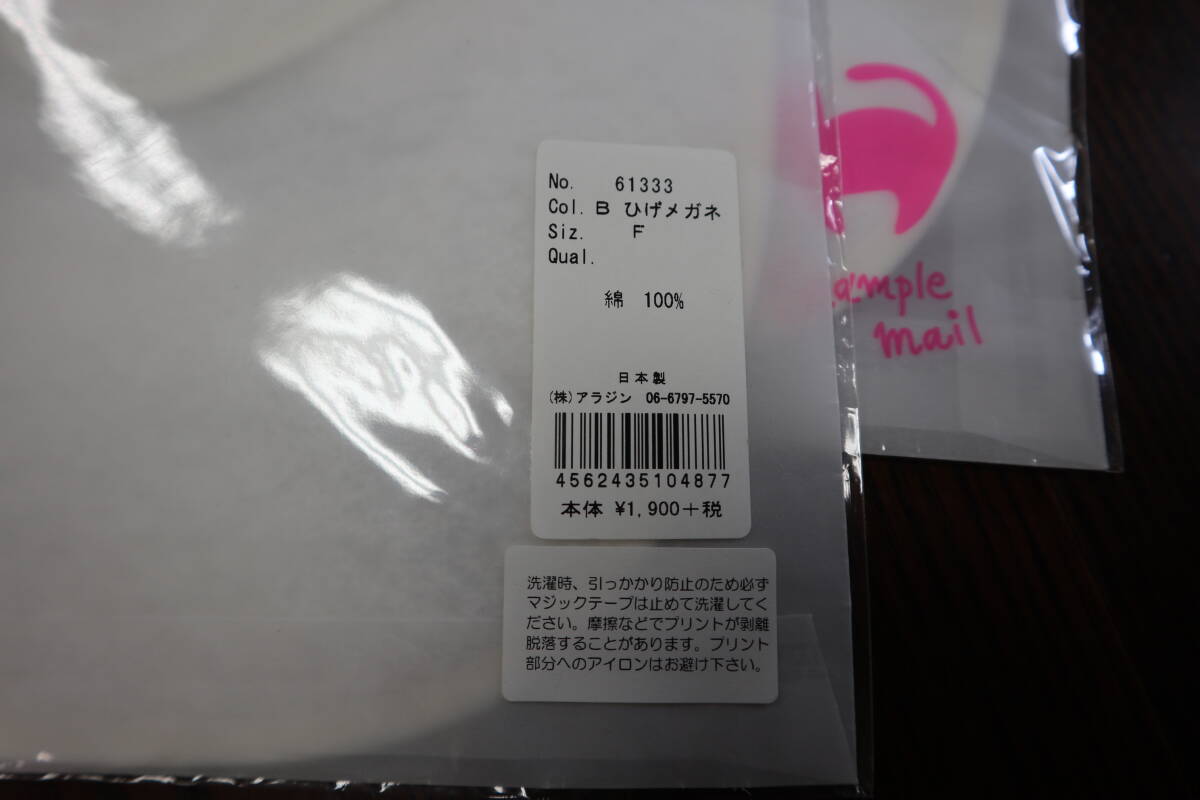 No. 61333
Col. B ひげメガネ
Siz. F
Qual.
綿 100%
日本製
(株)アラジン 06-6797-5570
4562435104877
本体 ¥1,900+税
洗濯時、引っかかり防止のため必ず
マジックテープは止めて洗濯してく
ださい。摩擦などでプリントが剥離
脱落することがあります。プリント
部分へのアイロンはお避け下さい。
mail